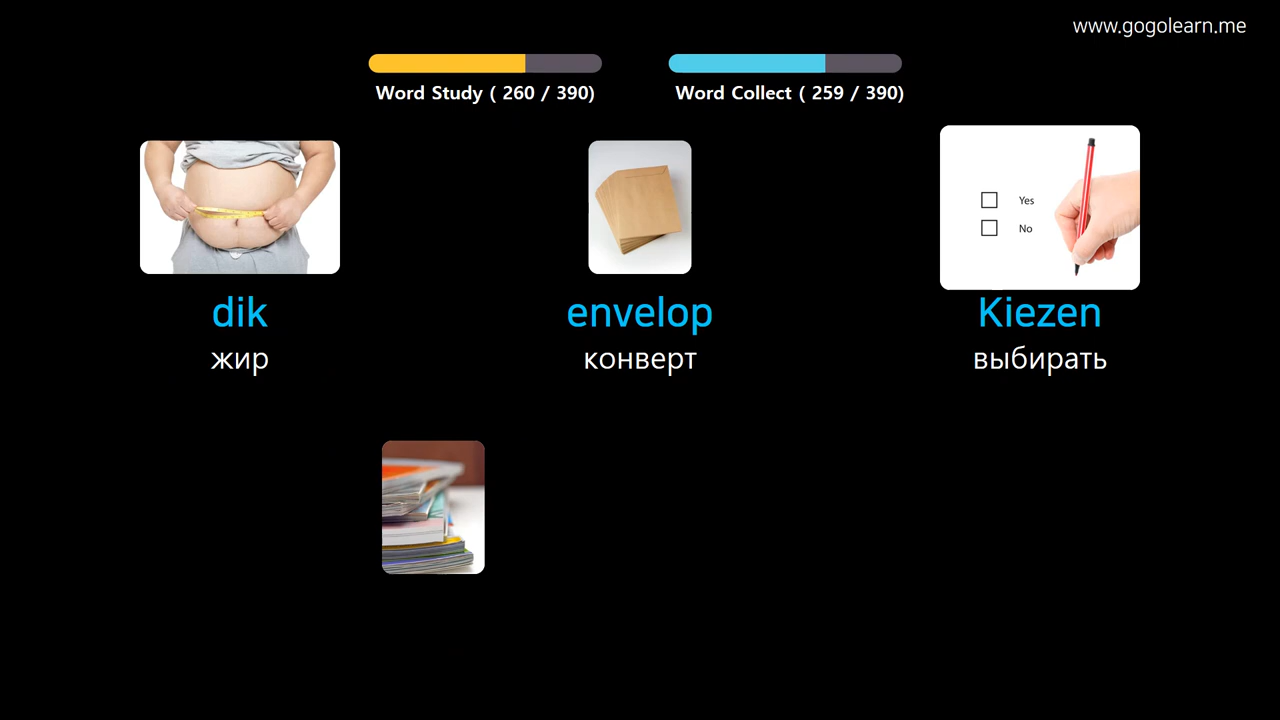 www.gogolearn.me
Word Study ( 260 / 390)
Word Collect ( 259 / 390)
Yes
No
dik
envelop
Kiezen
жир
конверт
выбирать